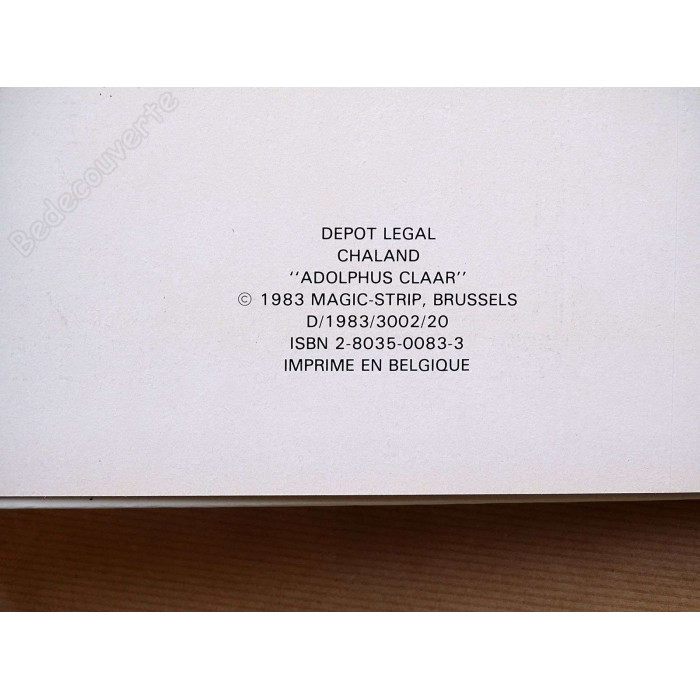 Bedecouverte
DEPOT LEGAL
CHALAND
''ADOLPHUS CLAAR''
© 1983 MAGIC-STRIP, BRUSSELS
D/1983/3002/20
ISBN 2-8035-0083-3
IMPRIME EN BELGIQUE